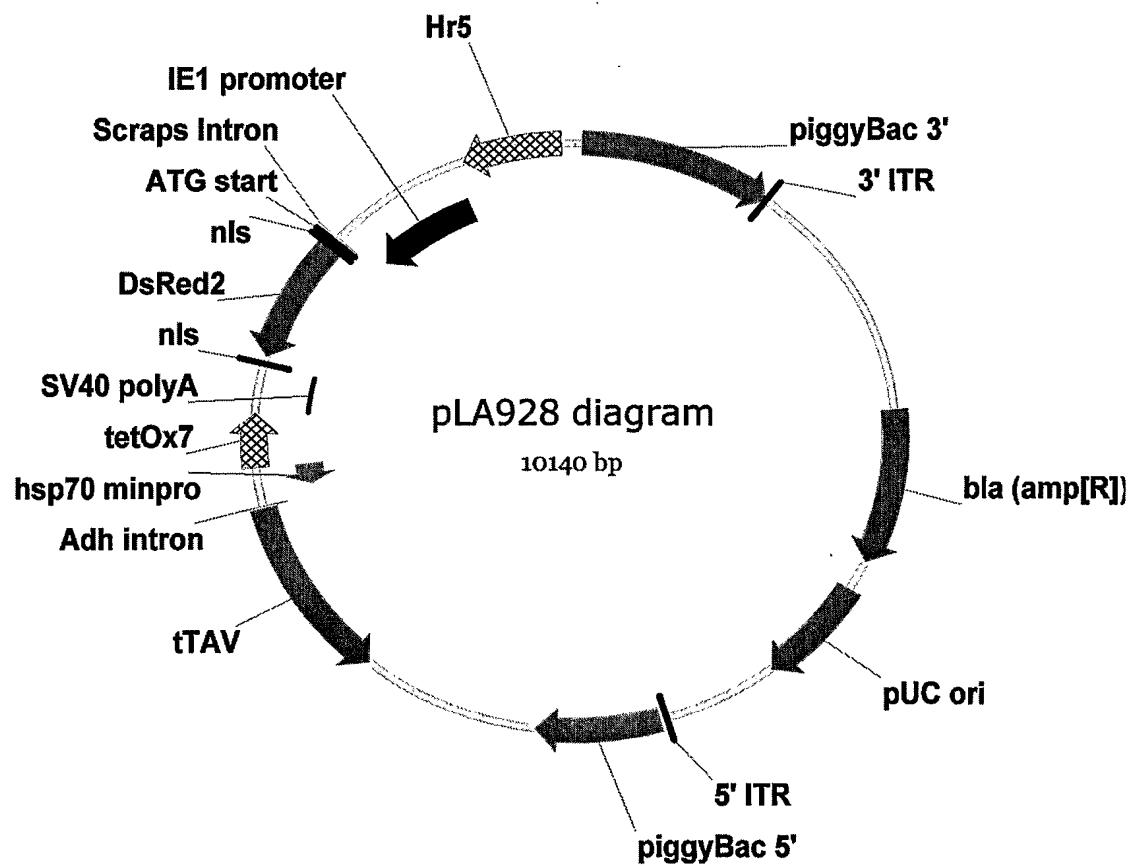 Hr5
IE1 promoter
Scraps Intron
ATG start
nls
DsRed2
nls
SV40 polyA
tetOx7
hsp70 minpro
Adh intron
tTAV
piggyBac 3'
3' ITR
pLA928 diagram
10140 bp
bla (amp[R])
pUC ori
5' ITR
piggyBac 5'